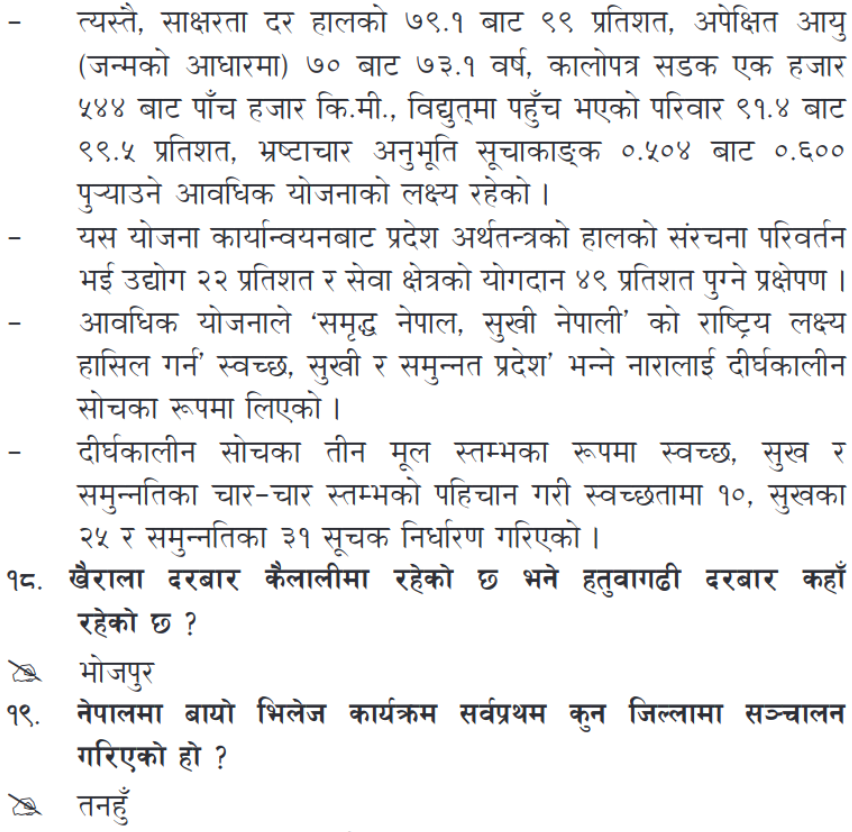 - त्यस्तै, साक्षरता दर हालको ७९.१ बाट ९९ प्रतिशत, अपेक्षित आयु
(जन्मको आधारमा) ७० बाट ७३.१ वर्ष, कालोपत्र सडक एक हजार
५४४ बाट पाँच हजार कि.मी., विद्युत्‌मा पहुँच भएको परिवार ९१.४ बाट
९९.५ प्रतिशत, भ्रष्टाचार अनुभूति सूचाकाङ्क ०.५०४ बाट ०.६००
पुऱ्याउने आवधिक योजनाको लक्ष्य रहेको ।
- यस योजना कार्यान्वयनबाट प्रदेश अर्थतन्त्रको हालको संरचना परिवर्तन
भई उद्योग २२ प्रतिशत र सेवा क्षेत्रको योगदान ४९ प्रतिशत पुग्ने प्रक्षेपण ।
- आवधिक योजनाले ‘समृद्ध नेपाल, सुखी नेपाली’ को राष्ट्रिय लक्ष्य
हासिल गर्न’ स्वच्छ, सुखी र समुन्नत प्रदेश’ भन्ने नारालाई दीर्घकालीन
सोचका रूपमा लिएको ।
- दीर्घकालीन सोचका तीन मूल स्तम्भका रूपमा स्वच्छ, सुख र
समुन्नतिका चार-चार स्तम्भको पहिचान गरी स्वच्छतामा १०, सुखका
२५ र समुन्नतिका ३१ सूचक निर्धारण गरिएको ।
१८. खैराला दरबार कैलालीमा रहेको छ भने हतुवागढी दरबार कहाँ
रहेको छ ?
भोजपुर
१९. नेपालमा बायो भिलेज कार्यक्रम सर्वप्रथम कुन जिल्लामा सञ्चालन
गरिएको हो ?
तनहुँ